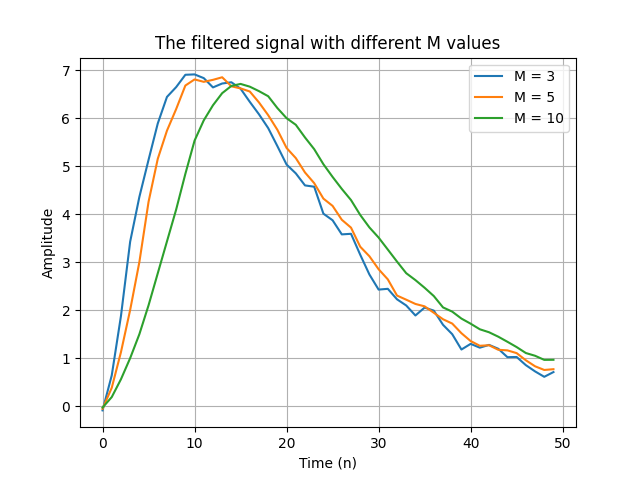 The filtered signal with different M values
M = 3
M = 5
M = 10
Amplitude
7
6
5
4
3
2
1
0
0 10 20 30 40 50
Time (n)